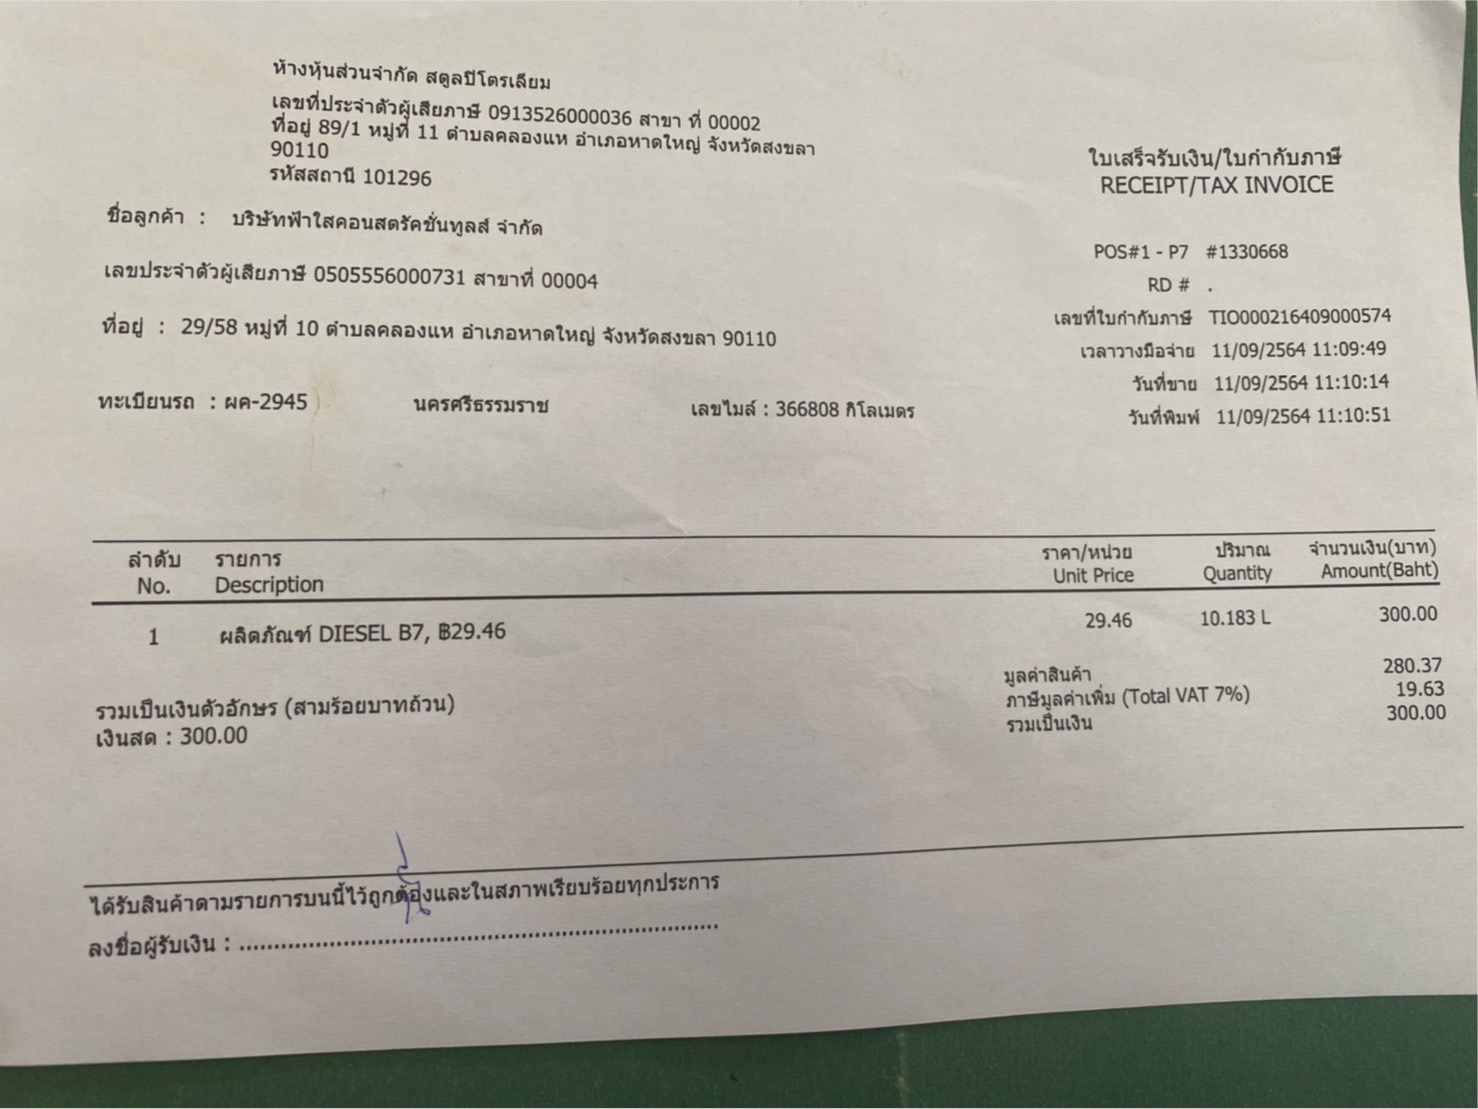 ห้างหุ้นส่วนจำกัด สตูลปิโตรเลียม
เลขที่ประจำตัวผู้เสียภาษี 0913526000036 สาขา ที่ 00002
ที่อยู่ 89/1 หมู่ที่ 11 ตำบลคลองแห อำเภอหาดใหญ่ จังหวัดสงขลา
90110
รหัสสถานี 101296
ใบเสร็จรับเงิน/ใบกำกับภาษี
RECEIPT/TAX INVOICE
ชื่อลูกค้า : บริษัทฟ้าใสคอนสตรัคชั่นทูลส์ จำกัด
เลขประจำตัวผู้เสียภาษี 0505556000731 สาขาที่ 00004
ที่อยู่ : 29/58 หมู่ที่ 10 ตำบลคลองแห อำเภอหาดใหญ่ จังหวัดสงขลา 90110
ทะเบียนรถ : ผค-2945 นครศรีธรรมราช เลขไมล์ : 366808 กิโลเมตร
POS#1 - P7 #1330668
RD # .
เลขที่ใบกำกับภาษี TIO000216409000574
เวลาวางมือจ่าย 11/09/2564 11:09:49
วันที่ขาย 11/09/2564 11:10:14
วันที่พิมพ์ 11/09/2564 11:10:51
ลำดับ รายการ ราคา/หน่วย ปริมาณ จำนวนเงิน(บาท)
No. Description Unit Price Quantity Amount(Baht)
1 ผลิตภัณฑ์ DIESEL B7, ฿29.46 29.46 10.183 L 300.00
มูลค่าสินค้า 280.37
ภาษีมูลค่าเพิ่ม (Total VAT 7%) 19.63
รวมเป็นเงิน 300.00
รวมเป็นเงินตัวอักษร (สามร้อยบาทถ้วน)
เงินสด : 300.00
ได้รับสินค้าตามรายการบนนี้ไว้ถูกต้องและในสภาพเรียบร้อยทุกประการ
ลงชื่อผู้รับเงิน : ......................................................................